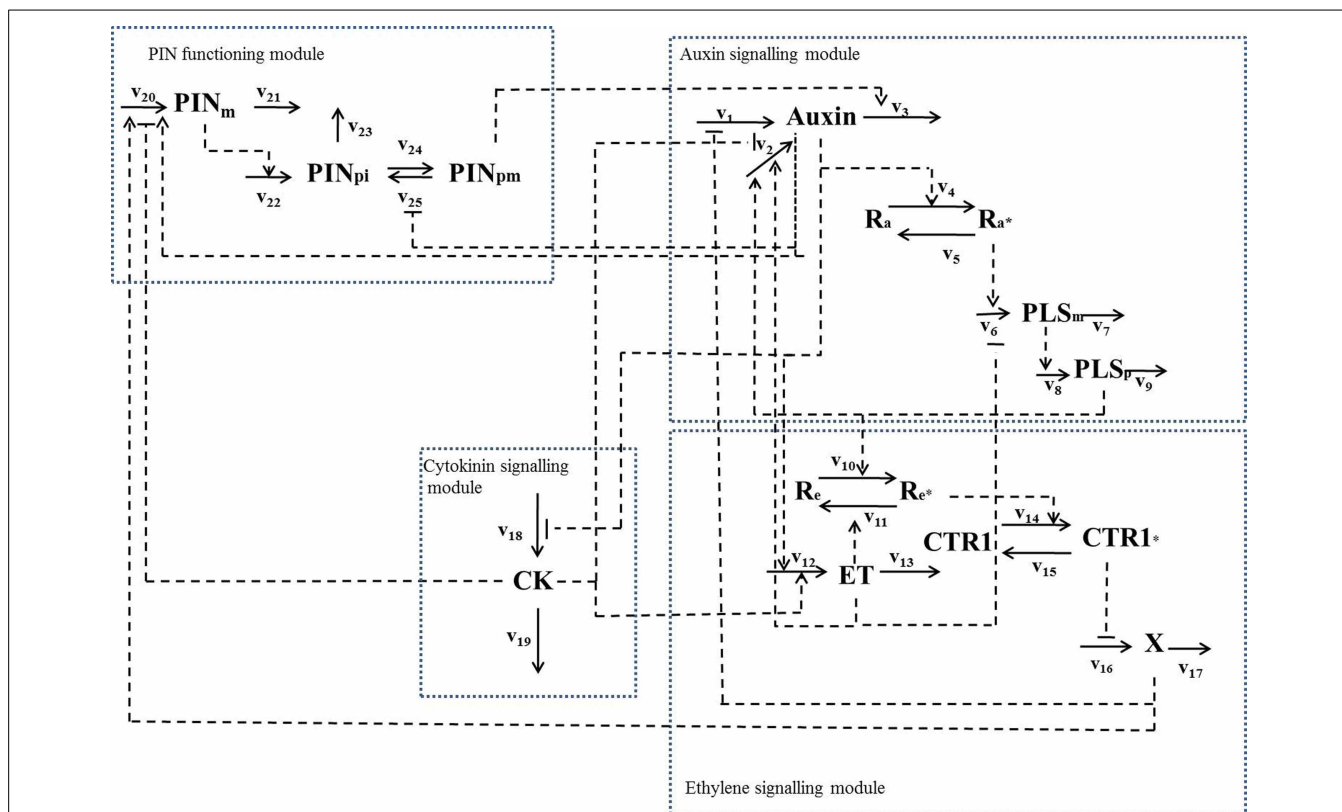 PIN functioning module
v20 PINm v21
v23
v24
PINpi PINpm
v22 v25
Auxin signalling module
v1 Auxin v3
v2
v4
Ra Ra*
v5
PLSm
v6 v7
PLSp
v8 v9
Cytokinin signalling
module
v18
CK
v19
v10
Re Re*
v11 v14
CTR1 CTR1*
v12 ET v13
v15
X
v16 v17
Ethylene signalling module